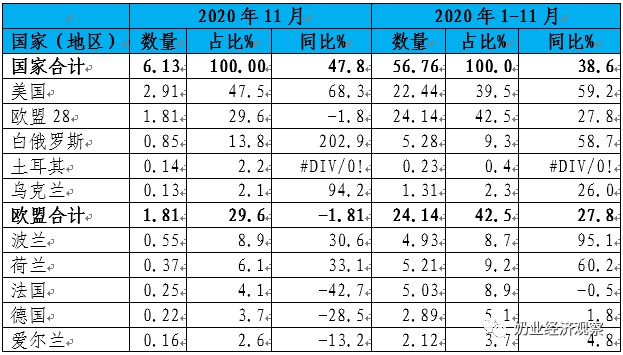 2020 年 11 月 2020 年 1-11 月
国家（地区） 数量 占比% 同比% 数量 占比% 同比%
国家合计 6.13 100.00 47.8 56.76 100.0 38.6
美国 2.91 47.5 68.3 22.44 39.5 59.2
欧盟 28 1.81 29.6 -1.8 24.14 42.5 27.8
白俄罗斯 0.85 13.8 202.9 5.28 9.3 58.7
土耳其 0.14 2.2 #DIV/0! 0.23 0.4 #DIV/0!
乌克兰 0.13 2.1 94.2 1.31 2.3 26.0
欧盟合计 1.81 29.6 -1.81 24.14 42.5 27.8
波兰 0.55 8.9 30.6 4.93 8.7 95.1
荷兰 0.37 6.1 33.1 5.21 9.2 60.2
法国 0.25 4.1 -42.7 5.03 8.9 -0.5
德国 0.22 3.7 -28.5 2.89 5.1 1.8
爱尔兰 0.16 2.6 -13.2 2.12 3.7 4.8
奶业经济观察